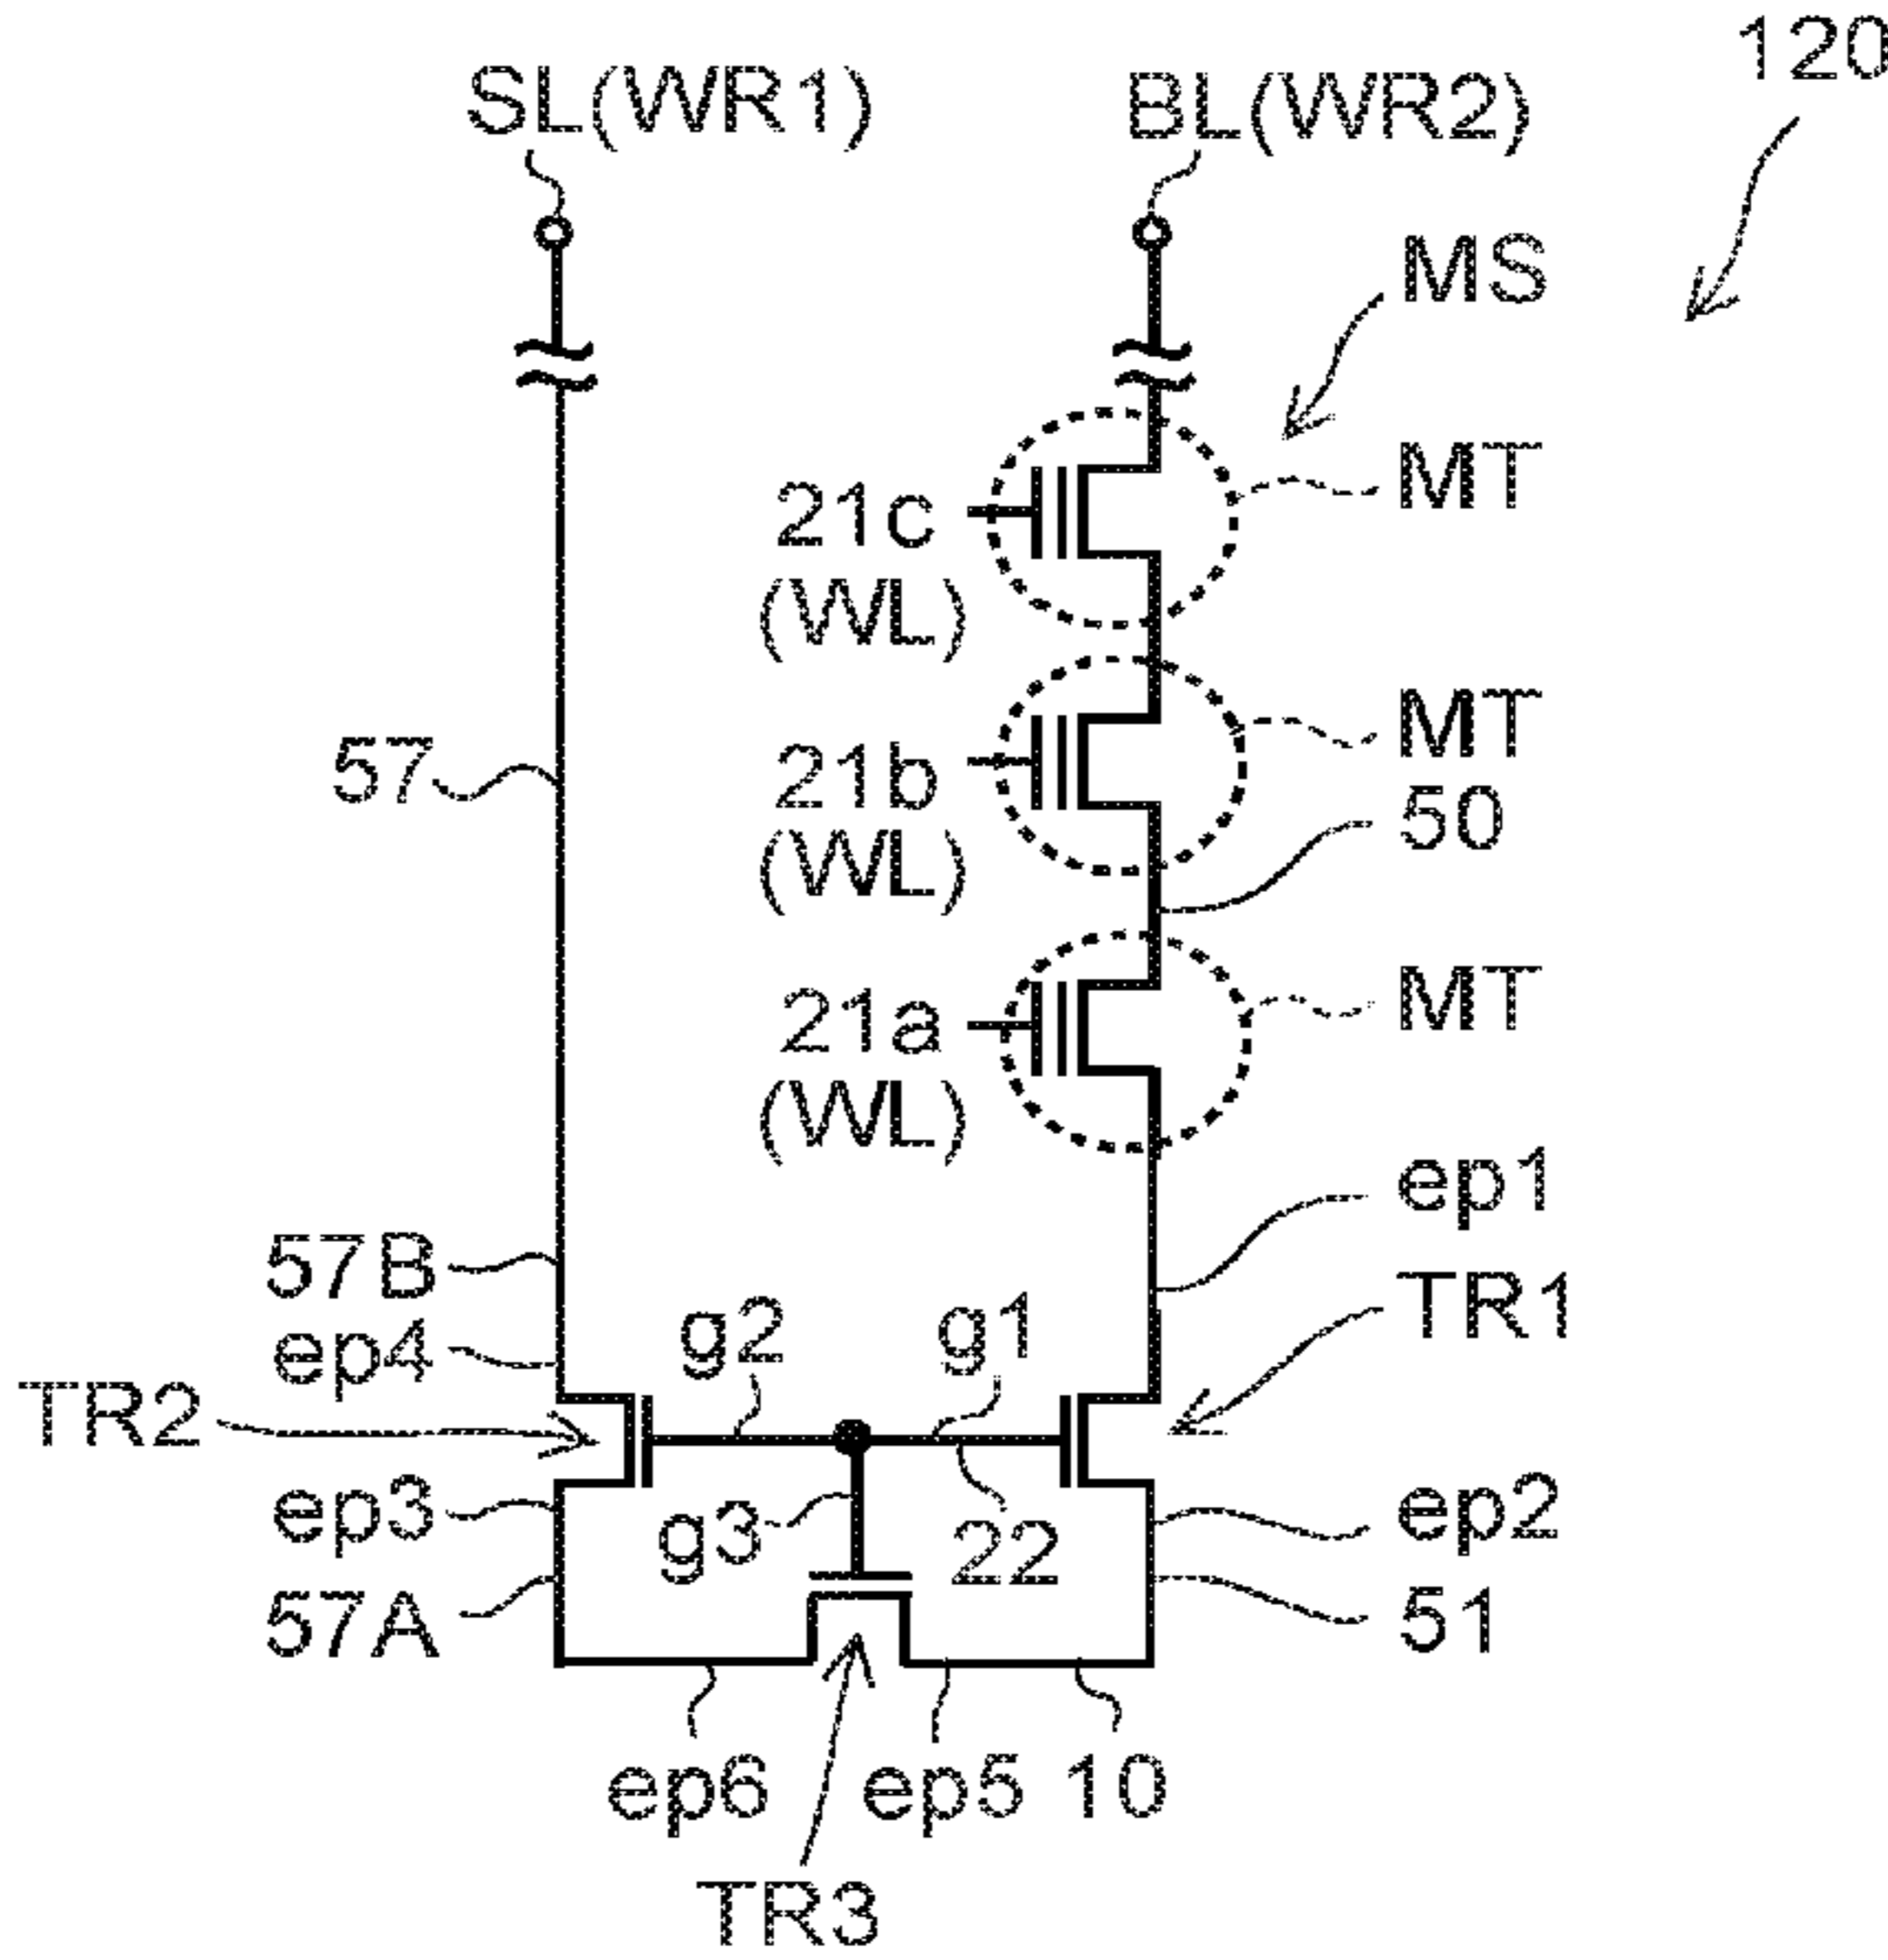 120
SL(WR1)
BL(WR2)
MS
MT
21c
(WL)
MT
57
21b
50
(WL)
MT
21a
(WL)
ep1
57B
TR1
g2
g1
ep4
TR2
ep3
g3
22
ep2
57A
51
ep6
ep5
10
TR3